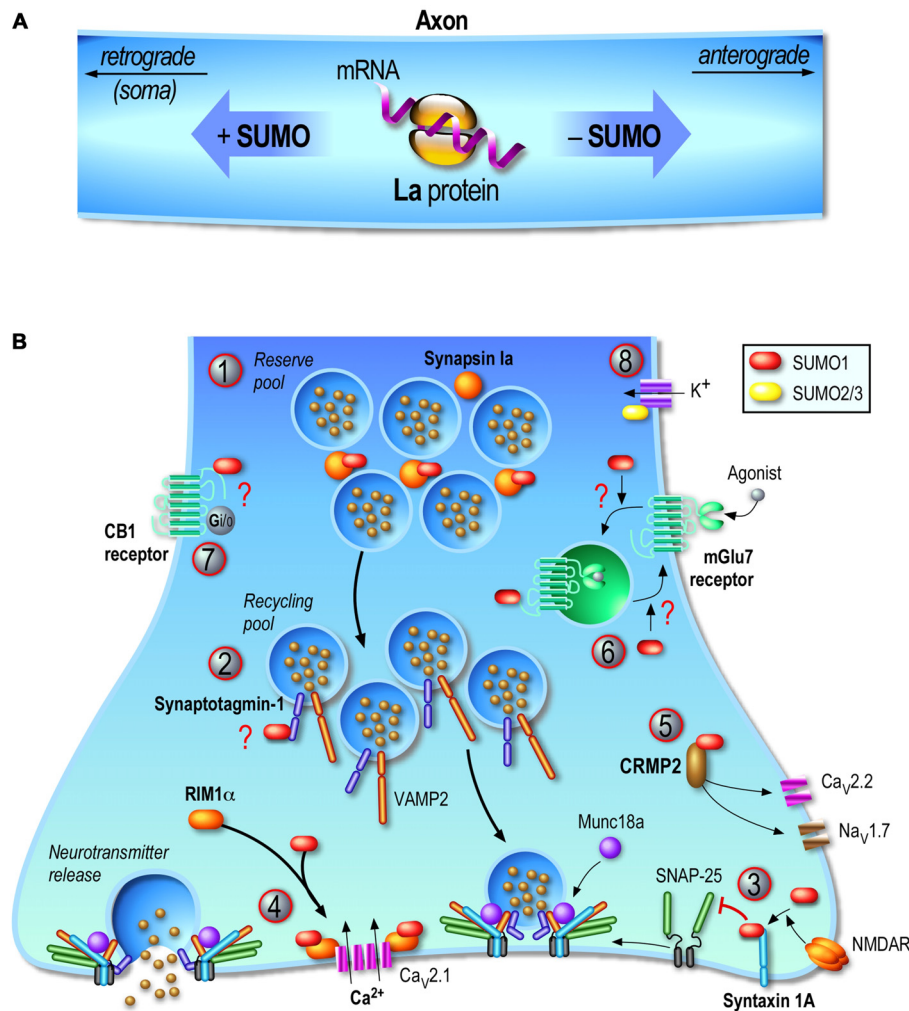 A
Axon
retrograde
(soma)
anterograde
mRNA
+ SUMO
– SUMO
La protein
B
1
Reserve
pool
Synapsin Ia
8
K+
SUMO1
SUMO2/3
?
CB1
receptor
Gi/0
7
?
Agonist
mGlu7
receptor
?
6
Recycling
pool
2
Synaptotagmin-1
?
VAMP2
5
CRMP2
CaV2.2
NaV1.7
RIM1α
Munc18a
Neurotransmitter
release
4
CaV2.1
Ca2+
SNAP-25
3
NMDAR
Syntaxin 1A